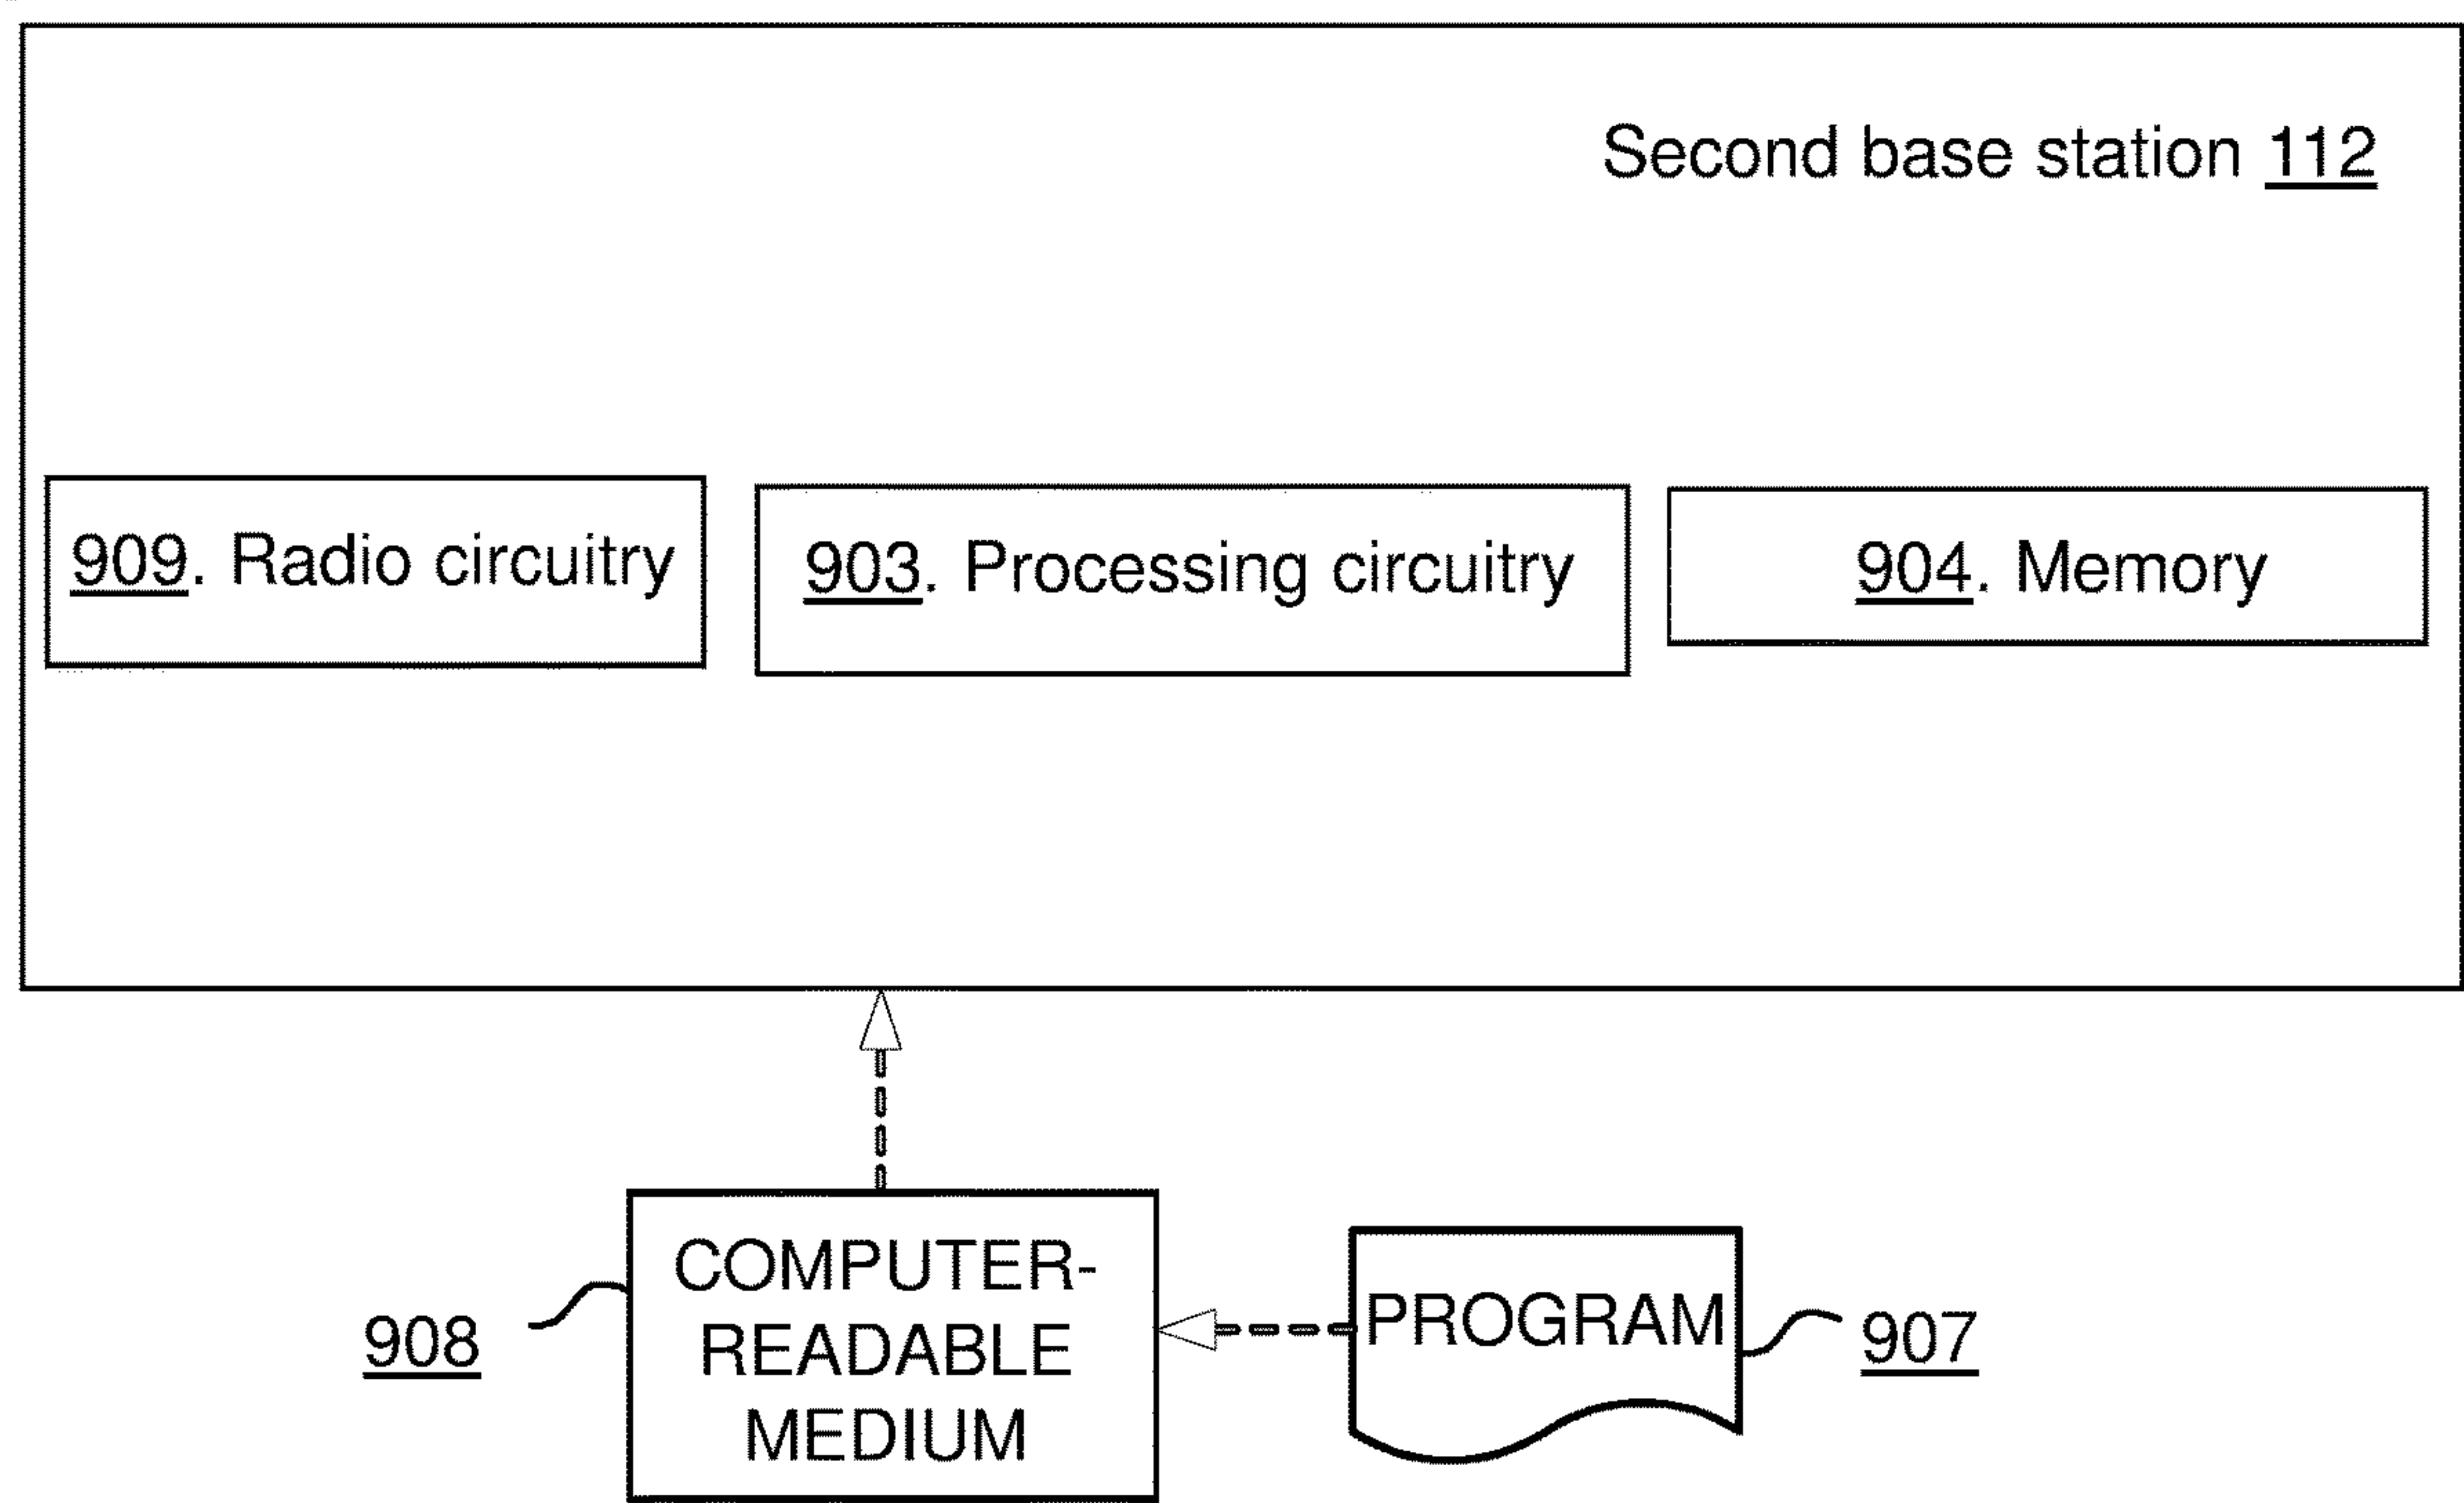 Second base station 112
909. Radio circuitry
903. Processing circuitry
904. Memory
908
COMPUTER-
READABLE
MEDIUM
PROGRAM
907